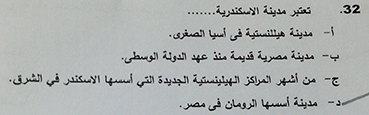 32. تعتبر مدينة الاسكندرية.......
أ- مدينة هيللنستية فى أسيا الصغرى.
ب- مدينة مصرية قديمة منذ عهد الدولة الوسطى.
ج- من أشهر المراكز الهيلينستية الجديدة التي أسسها الاسكندر في الشرق.
د- مدينة أسسها الرومان فى مصر.